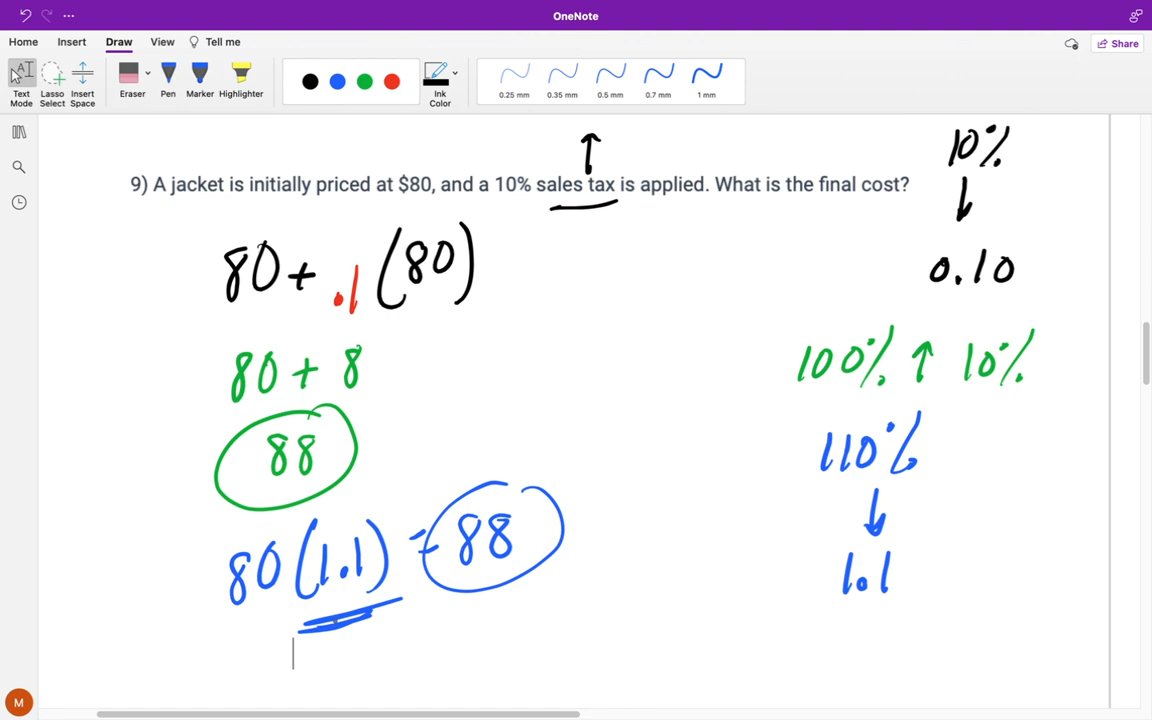 OneNote
Home Insert Draw View Tell me Share
Text Mode Lasso Select Insert Space Eraser Pen Marker Highlighter Ink Color 0.25 mm 0.35 mm 0.5 mm 0.7 mm 1 mm
10%
9) A jacket is initially priced at $80, and a 10% sales tax is applied. What is the final cost?
↑
↓
80 + .1 (80)
0.10
80 + 8
100% ↑ 10%
88
110%
↓
80 (1.1) = 88
1.1
M